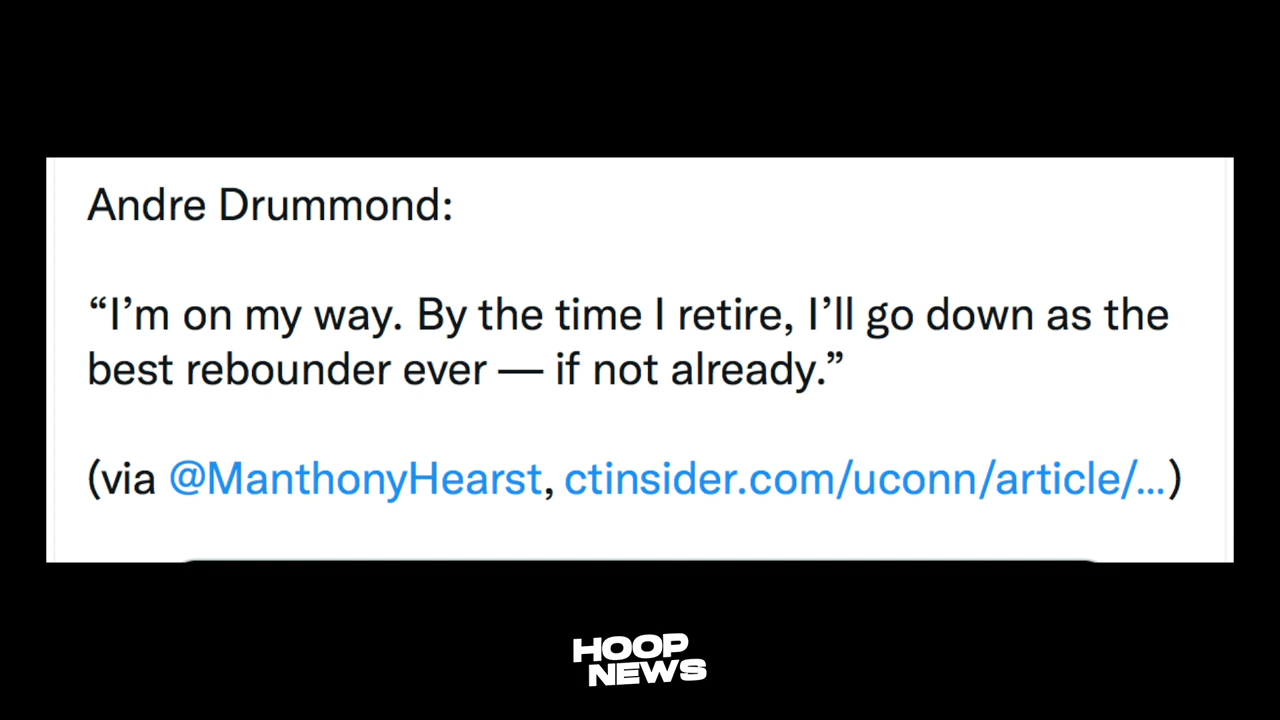 Andre Drummond:
“I’m on my way. By the time I retire, I’ll go down as the
best rebounder ever — if not already.”
(via @ManthonyHearst, ctinsider.com/uconn/article/…)
HOOP
NEWS